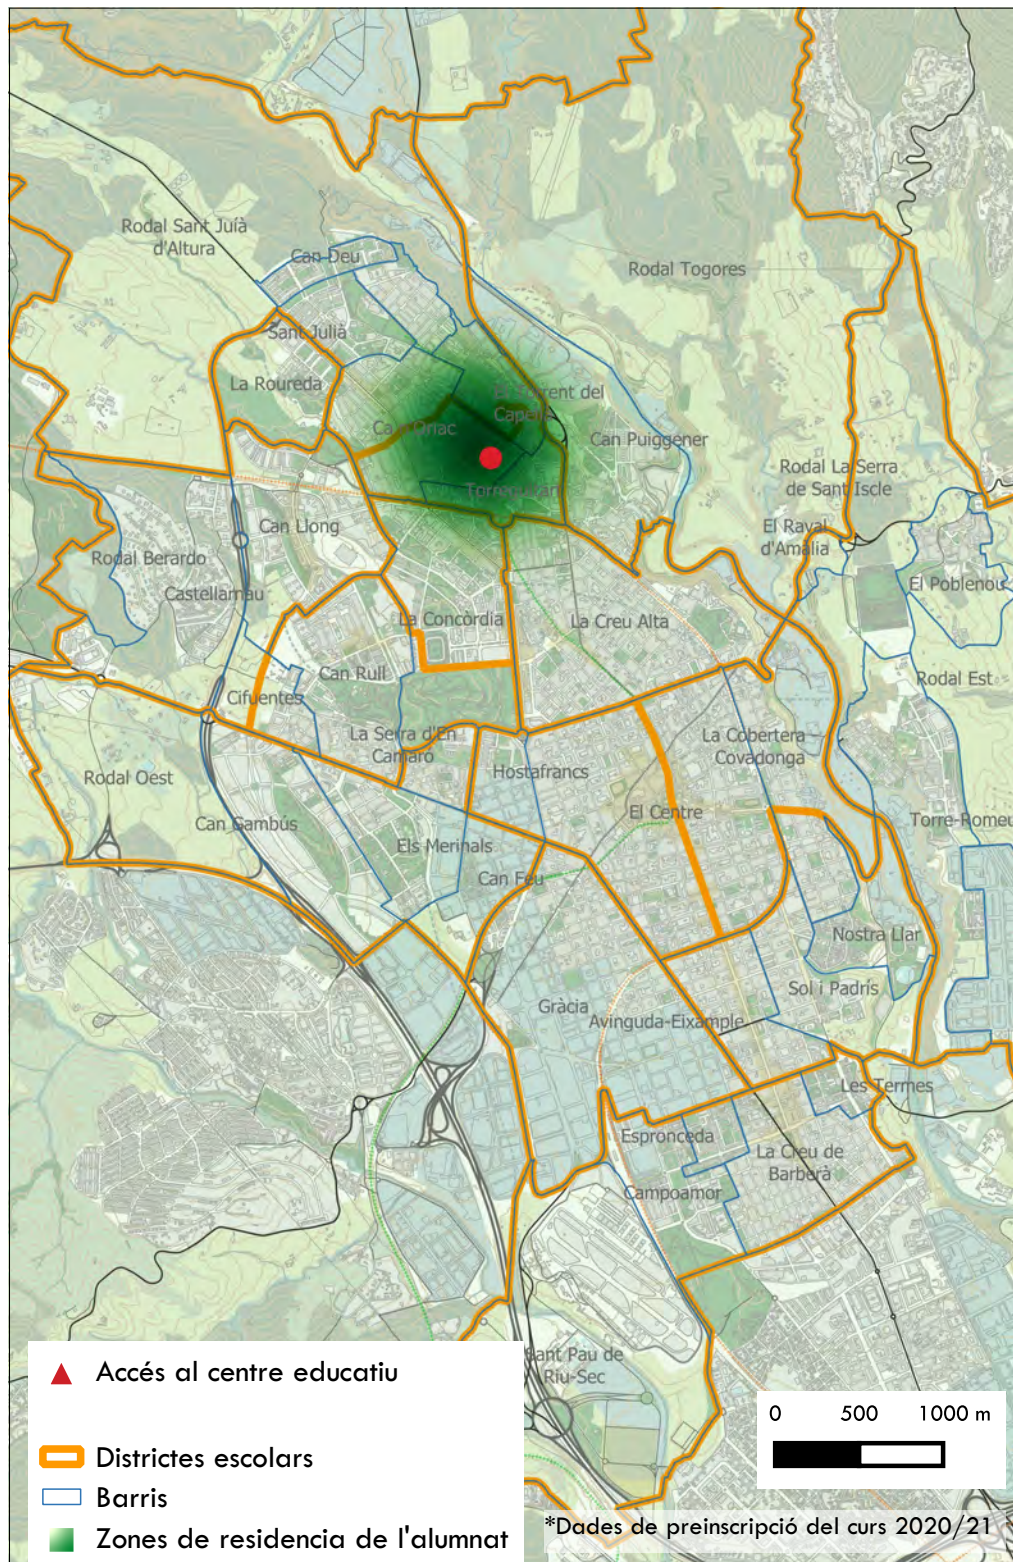 Rodal Sant Juíà
d'Altura
Can Deu
Rodal Togores
Sant Julià
La Roureda
El Torrent del
Capellà
Can Oriac
Can Puiggener
Rodal La Serra
de Sant Iscle
Torreguitart
Can Llong
El Raval
d'Amàlia
Rodal Berardo
El Poblenou
Castellarnau
La Concòrdia
La Creu Alta
Can Rull
Rodal Est
Cifuentes
La Serra d'En
Camaró
La Cobertera
Covadonga
Hostafrancs
Rodal Oest
El Centre
Can Gambús
Torre-Romeu
Els Merinals
Can Feu
Nostra Llar
Sol i Padrís
Gràcia
Avinguda-Eixample
Les Termes
Espronceda
La Creu de
Barberà
Campoamor
Sant Pau de
Riu-Sec
Accés al centre educatiu
Districtes escolars
Barris
Zones de residencia de l'alumnat
0 500 1000 m
*Dades de preinscripció del curs 2020/21